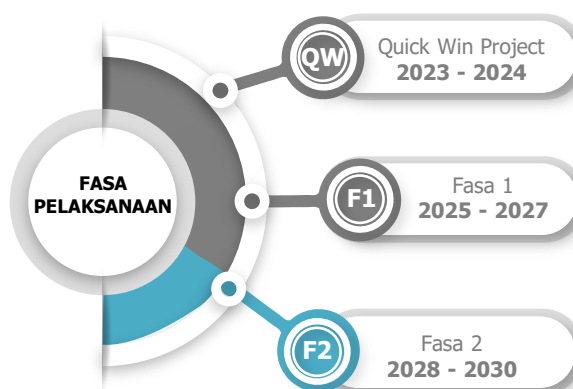 FASA
PELAKSANAAN
QW
Quick Win Project
2023 - 2024
F1
Fasa 1
2025 - 2027
F2
Fasa 2
2028 - 2030